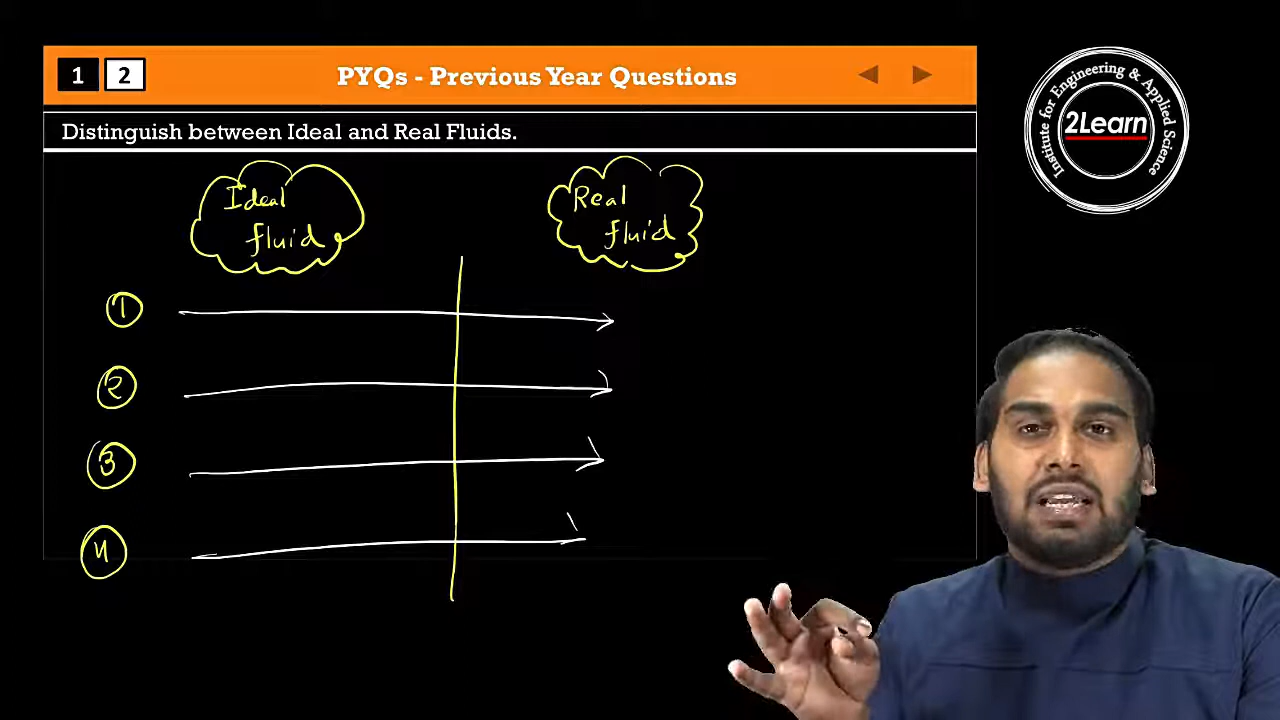 1 2 PYQs - Previous Year Questions
Distinguish between Ideal and Real Fluids.
Ideal
fluid
Real
fluid
1
2
3
4
Institute for Engineering & Applied Science
2Learn